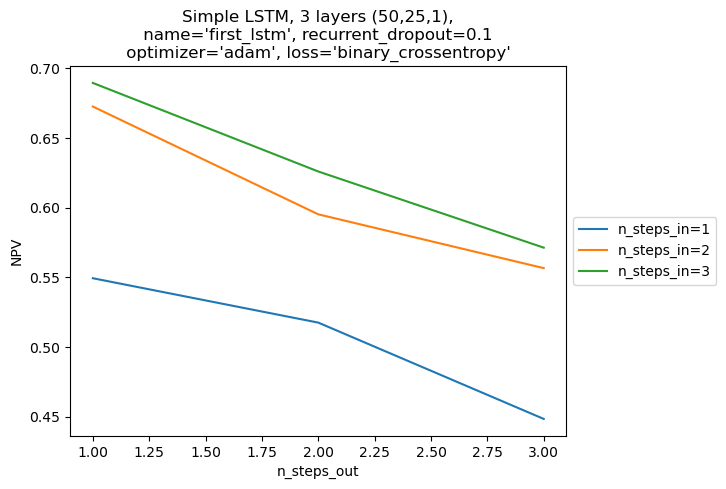 Simple LSTM, 3 layers (50,25,1),
name='first_lstm', recurrent_dropout=0.1
optimizer='adam', loss='binary_crossentropy'
NPV
0.70
0.65
0.60
0.55
0.50
0.45
1.00 1.25 1.50 1.75 2.00 2.25 2.50 2.75 3.00
n_steps_out
n_steps_in=1
n_steps_in=2
n_steps_in=3